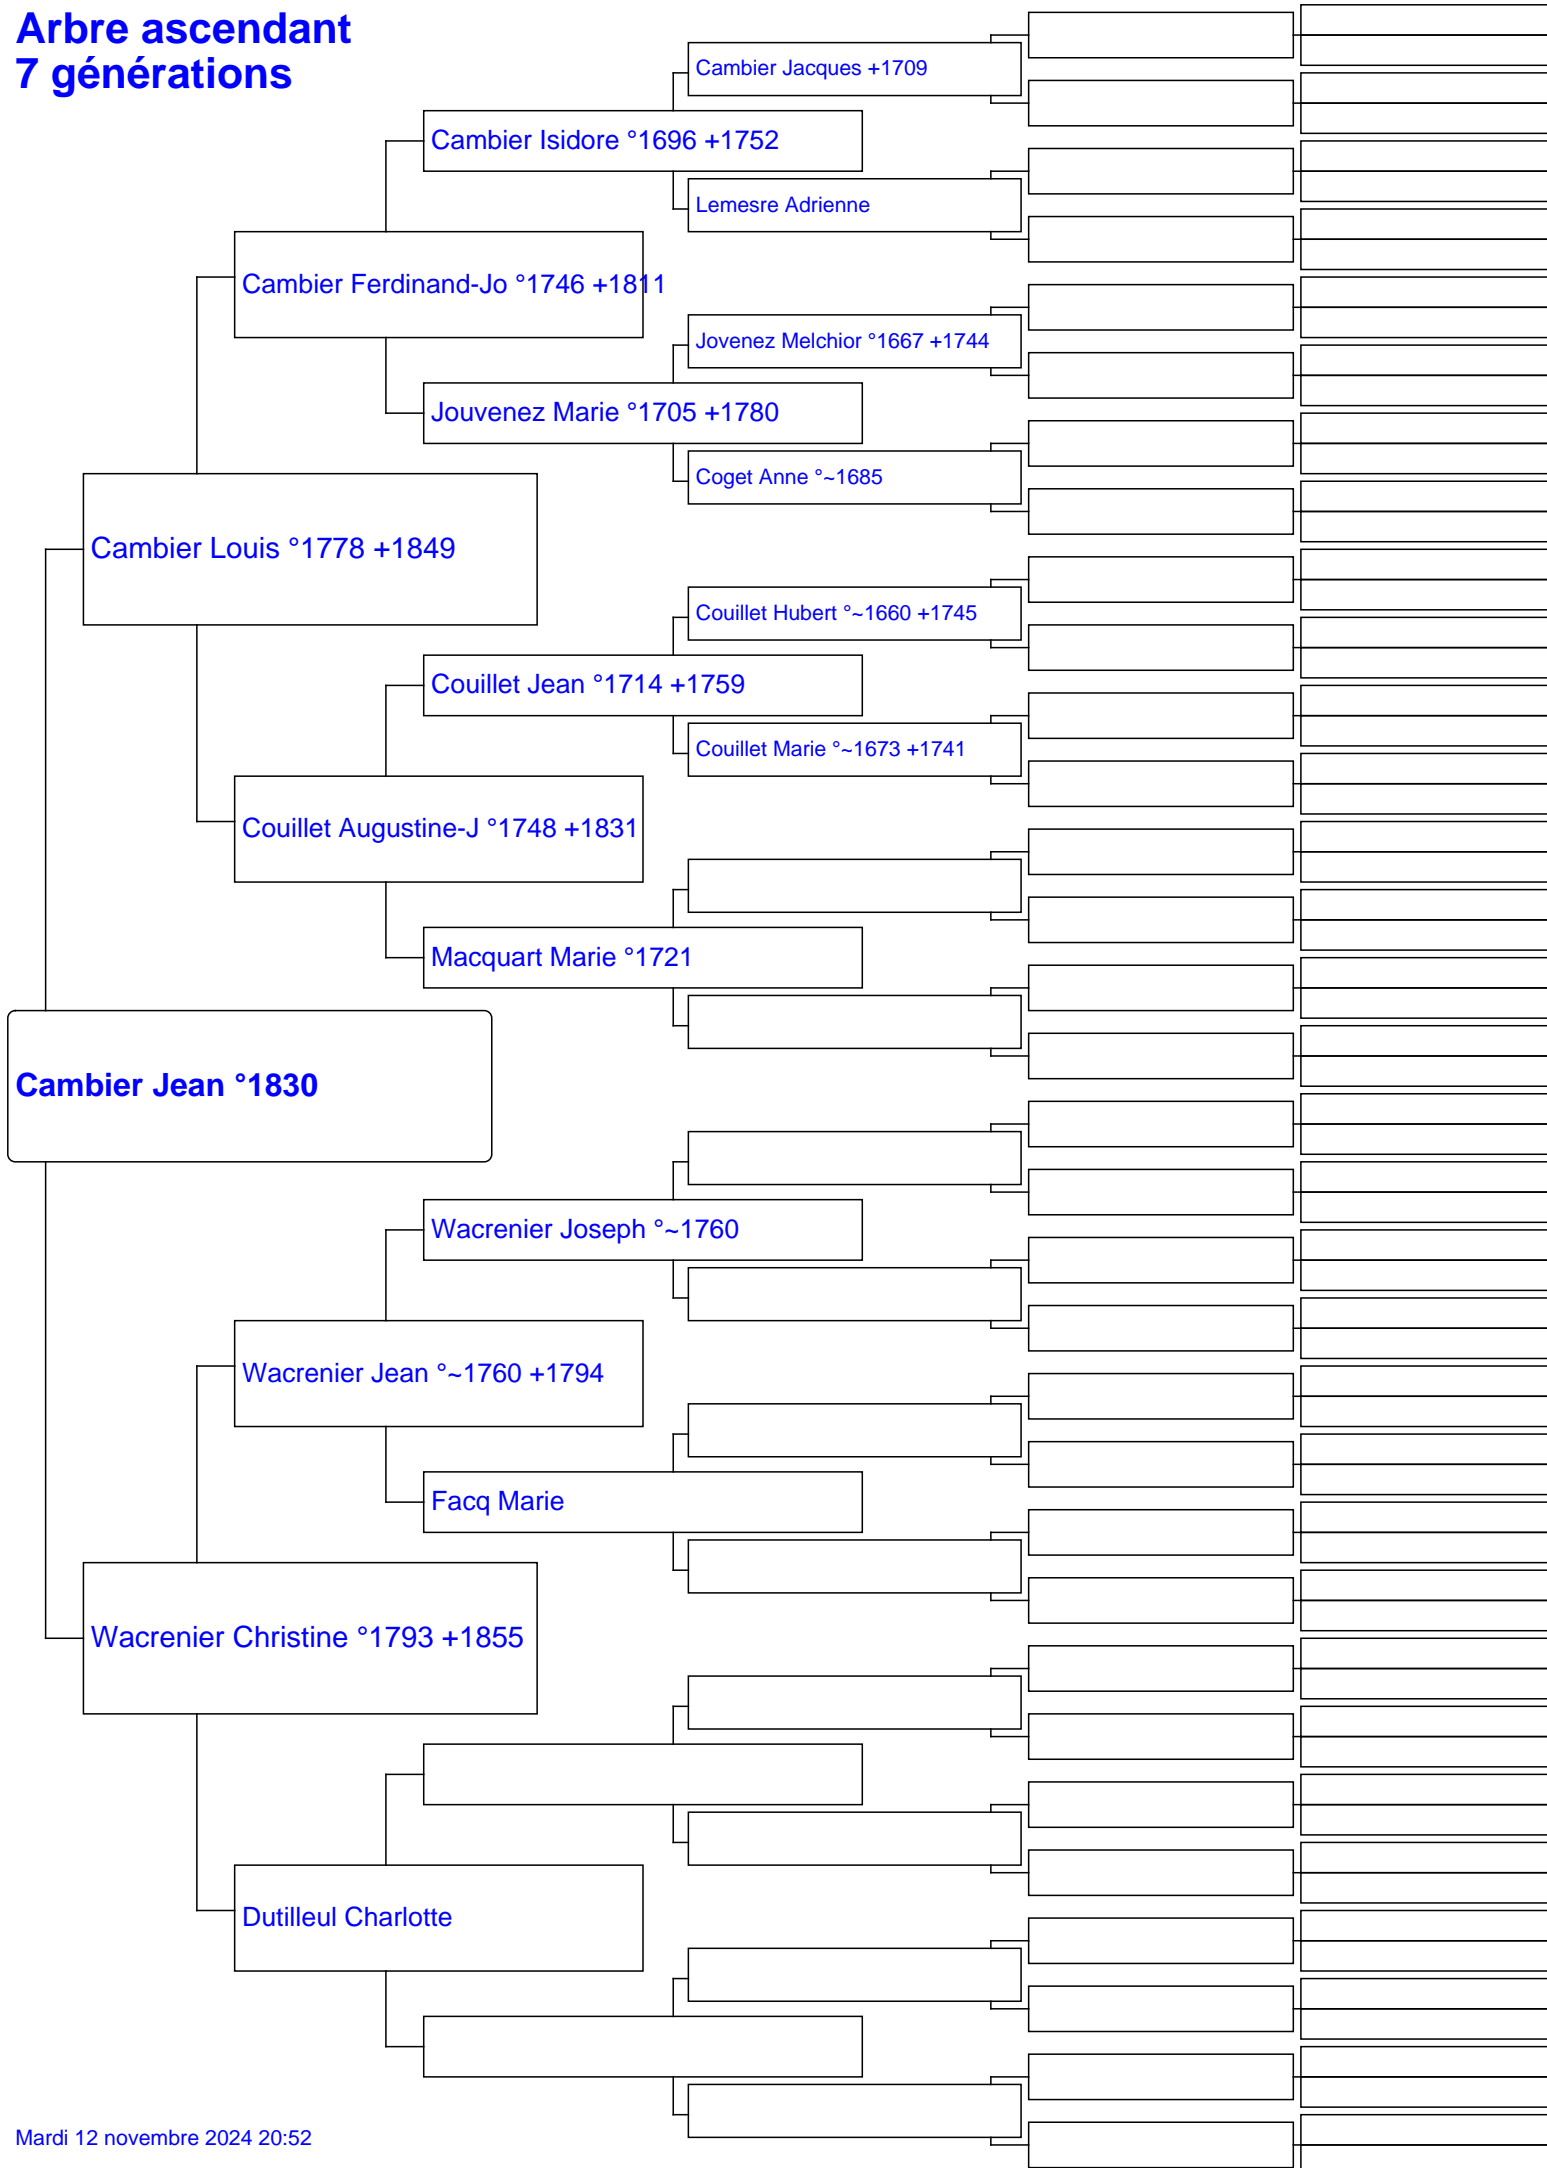 Arbre ascendant
7 générations
Cambier Jacques +1709
Cambier Isidore °1696 +1752
Lemesre Adrienne
Cambier Ferdinand-Jo °1746 +1811
Jovenez Melchior °1667 +1744
Jouvenez Marie °1705 +1780
Coget Anne °~1685
Cambier Louis °1778 +1849
Couillet Hubert °~1660 +1745
Couillet Jean °1714 +1759
Couillet Marie °~1673 +1741
Couillet Augustine-J °1748 +1831
Macquart Marie °1721
Cambier Jean °1830
Wacrenier Joseph °~1760
Wacrenier Jean °~1760 +1794
Facq Marie
Wacrenier Christine °1793 +1855
Dutilleul Charlotte
Mardi 12 novembre 2024 20:52